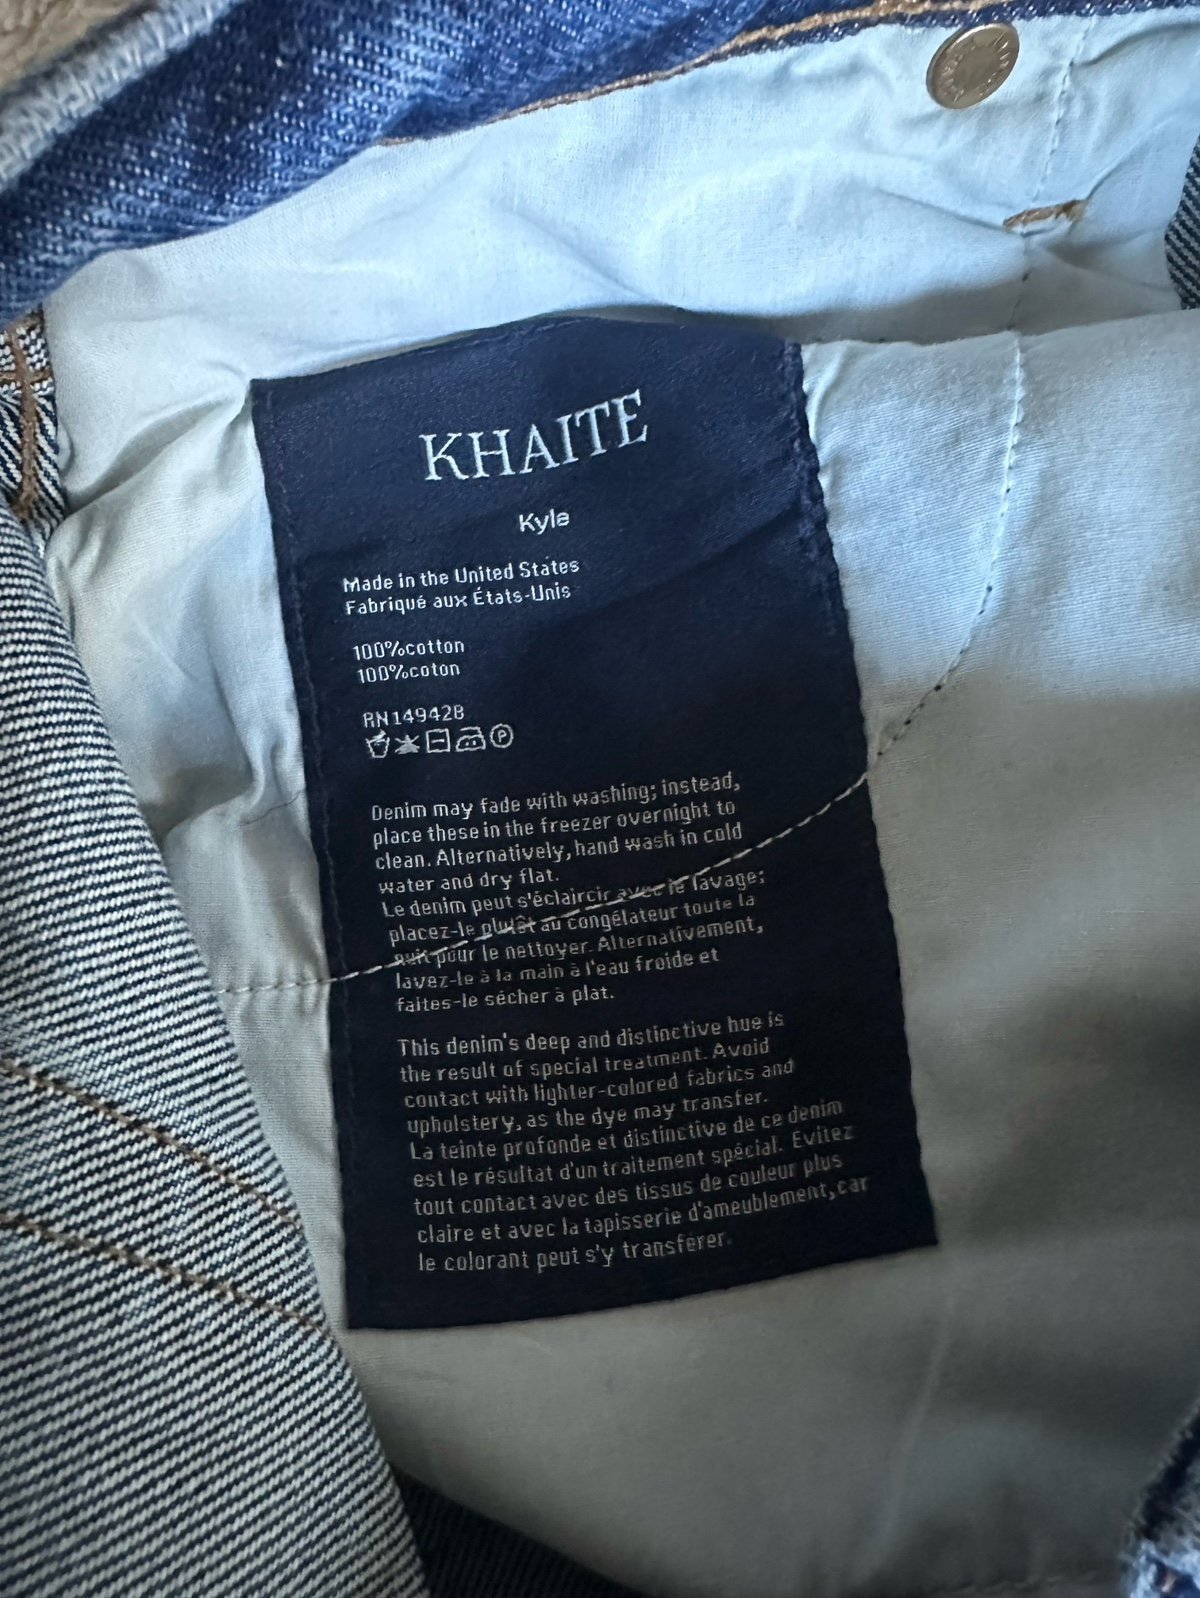 KHAITE
Kyle
Made in the United States
Fabriqué aux États-Unis
100%cotton
100%coton
RN149428
P
Denim may fade with washing; instead,
place these in the freezer overnight to
clean. Alternatively, hand wash in cold
water and dry flat.
Le denim peut s'éclaircir avec le lavage;
placez-le plutôt au congélateur toute la
nuit pour le nettoyer. Alternativement,
lavez-le à la main à l'eau froide et
faites-le sécher à plat.
This denim's deep and distinctive hue is
the result of special treatment. Avoid
contact with lighter-colored fabrics and
upholstery, as the dye may transfer.
La teinte profonde et distinctive de ce denim
est le résultat d'un traitement spécial. Évitez
tout contact avec des tissus de couleur plus
claire et avec la tapisserie d'ameublement, car
le colorant peut s'y transférer.